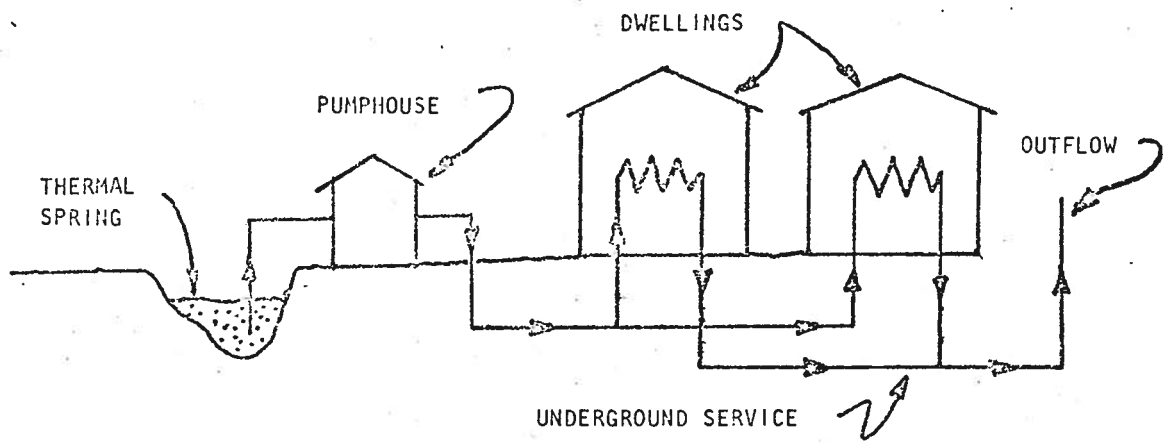 DWELLINGS
PUMPHOUSE
OUTFLOW
THERMAL
SPRING
UNDERGROUND SERVICE